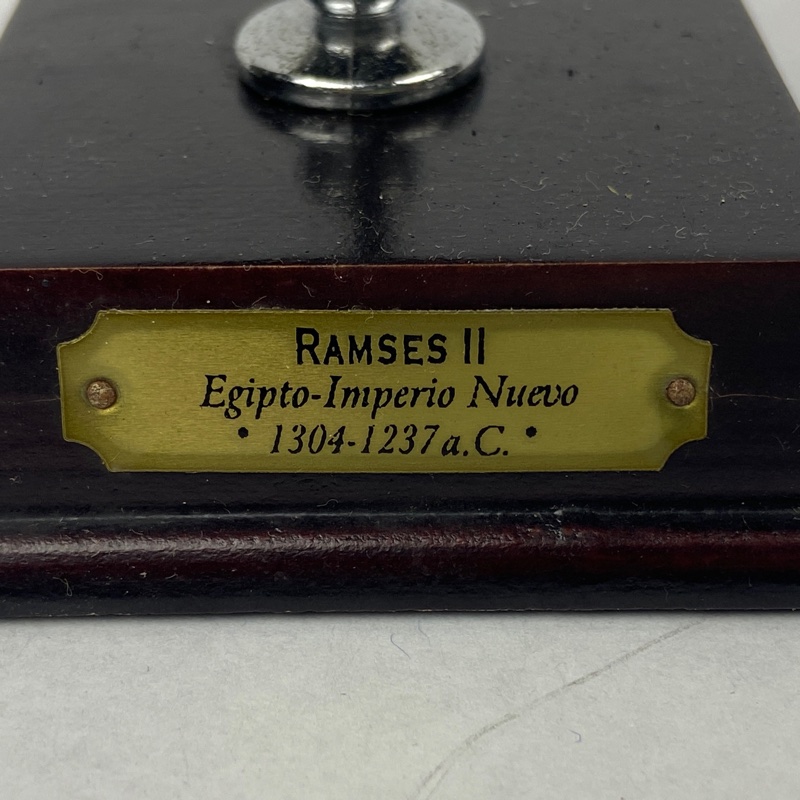 RAMSES II
Egipto-Imperio Nuevo
• 1304-1237 a.C. •